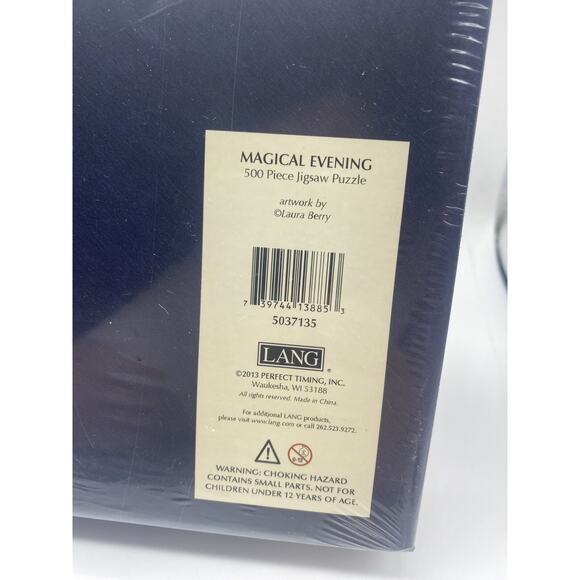 MAGICAL EVENING
500 Piece Jigsaw Puzzle
artwork by
©Laura Berry
7 39744 13885 3
5037135
LANG®
©2013 PERFECT TIMING, INC.
Waukesha, WI 53188
All rights reserved. Made in China.
For additional LANG products,
please visit www.lang.com or call 262.523.9272.
0-12
WARNING: CHOKING HAZARD
CONTAINS SMALL PARTS. NOT FOR
CHILDREN UNDER 12 YEARS OF AGE.